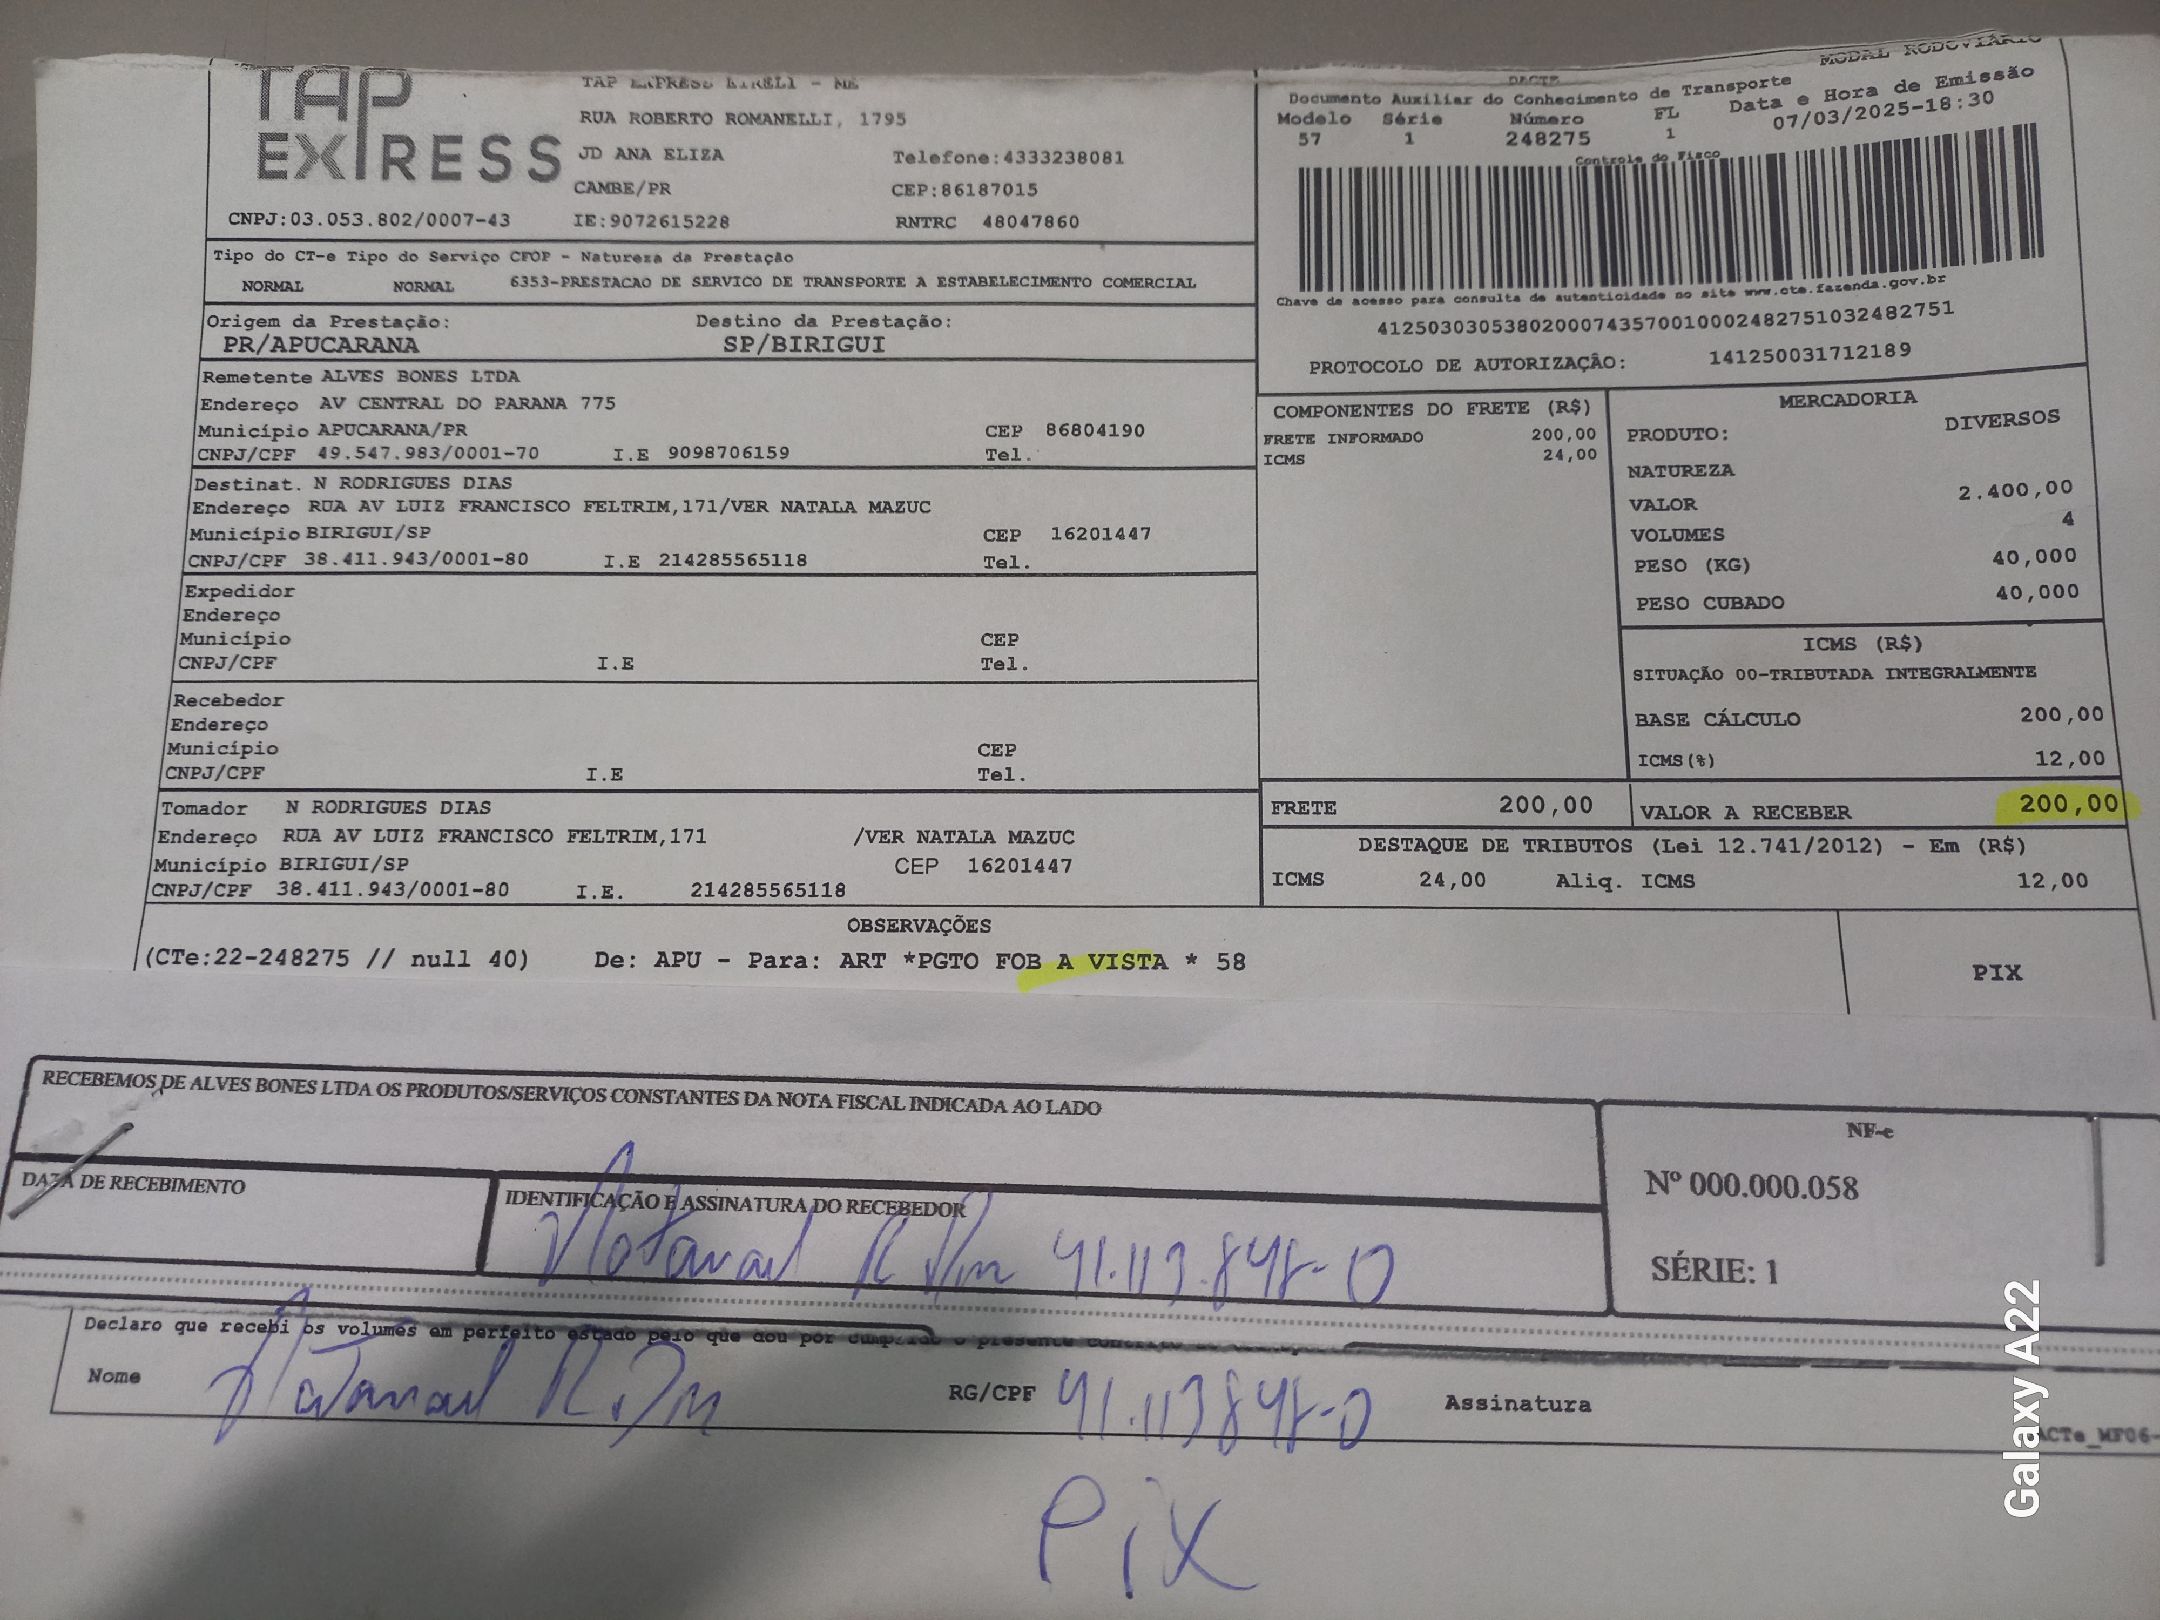 TAP EXPRESS
TAP EXPRESS EIRELI - ME
RUA ROBERTO ROMANELLI, 1795
JD ANA ELIZA Telefone:4333238081
CAMBE/PR CEP:86187015
CNPJ:03.053.802/0007-43 IE:9072615228 RNTRC 48047860
MODAL RODOVIÁRIO
DACTE
Documento Auxiliar do Conhecimento de Transporte
Modelo Série Número FL Data e Hora de Emissão
57 1 248275 1 07/03/2025-18:30
Controle do Fisco
Chave de acesso para consulta de autenticidade no site www.cte.fazenda.gov.br
41250303053802000743570010002482751032482751
PROTOCOLO DE AUTORIZAÇÃO: 141250031712189
Tipo do CT-e Tipo do Serviço CFOP - Natureza da Prestação
NORMAL NORMAL 6353-PRESTACAO DE SERVICO DE TRANSPORTE A ESTABELECIMENTO COMERCIAL
Origem da Prestação: Destino da Prestação:
PR/APUCARANA SP/BIRIGUI
Remetente ALVES BONES LTDA
Endereço AV CENTRAL DO PARANA 775
Município APUCARANA/PR CEP 86804190
CNPJ/CPF 49.547.983/0001-70 I.E 9098706159 Tel.
Destinat. N RODRIGUES DIAS
Endereço RUA AV LUIZ FRANCISCO FELTRIM,171/VER NATALA MAZUC
Município BIRIGUI/SP CEP 16201447
CNPJ/CPF 38.411.943/0001-80 I.E 214285565118 Tel.
Expedidor
Endereço
Município CEP
CNPJ/CPF I.E Tel.
Recebedor
Endereço
Município CEP
CNPJ/CPF I.E Tel.
Tomador N RODRIGUES DIAS
Endereço RUA AV LUIZ FRANCISCO FELTRIM,171 /VER NATALA MAZUC
Município BIRIGUI/SP CEP 16201447
CNPJ/CPF 38.411.943/0001-80 I.E. 214285565118
COMPONENTES DO FRETE (R$)
FRETE INFORMADO 200,00
ICMS 24,00
MERCADORIA
PRODUTO: DIVERSOS
NATUREZA
VALOR 2.400,00
VOLUMES 4
PESO (KG) 40,000
PESO CUBADO 40,000
ICMS (R$)
SITUAÇÃO 00-TRIBUTADA INTEGRALMENTE
BASE CÁLCULO 200,00
ICMS(%) 12,00
FRETE 200,00 VALOR A RECEBER 200,00
DESTAQUE DE TRIBUTOS (Lei 12.741/2012) - Em (R$)
ICMS 24,00 Aliq. ICMS 12,00
OBSERVAÇÕES
(CTe:22-248275 // null 40) De: APU - Para: ART *PGTO FOB A VISTA * 58
PIX
RECEBEMOS DE ALVES BONES LTDA OS PRODUTOS/SERVIÇOS CONSTANTES DA NOTA FISCAL INDICADA AO LADO
DATA DE RECEBIMENTO
IDENTIFICAÇÃO E ASSINATURA DO RECEBEDOR
Natanael R 41.113.848-0
NF-e
Nº 000.000.058
SÉRIE: 1
Declaro que recebi os volumes em perfeito estado pelo que dou por cumprido o presente contrato
Nome Natanael R RG/CPF 41.113848-0 Assinatura
ACTe_MF06-
PiX
Galaxy A22